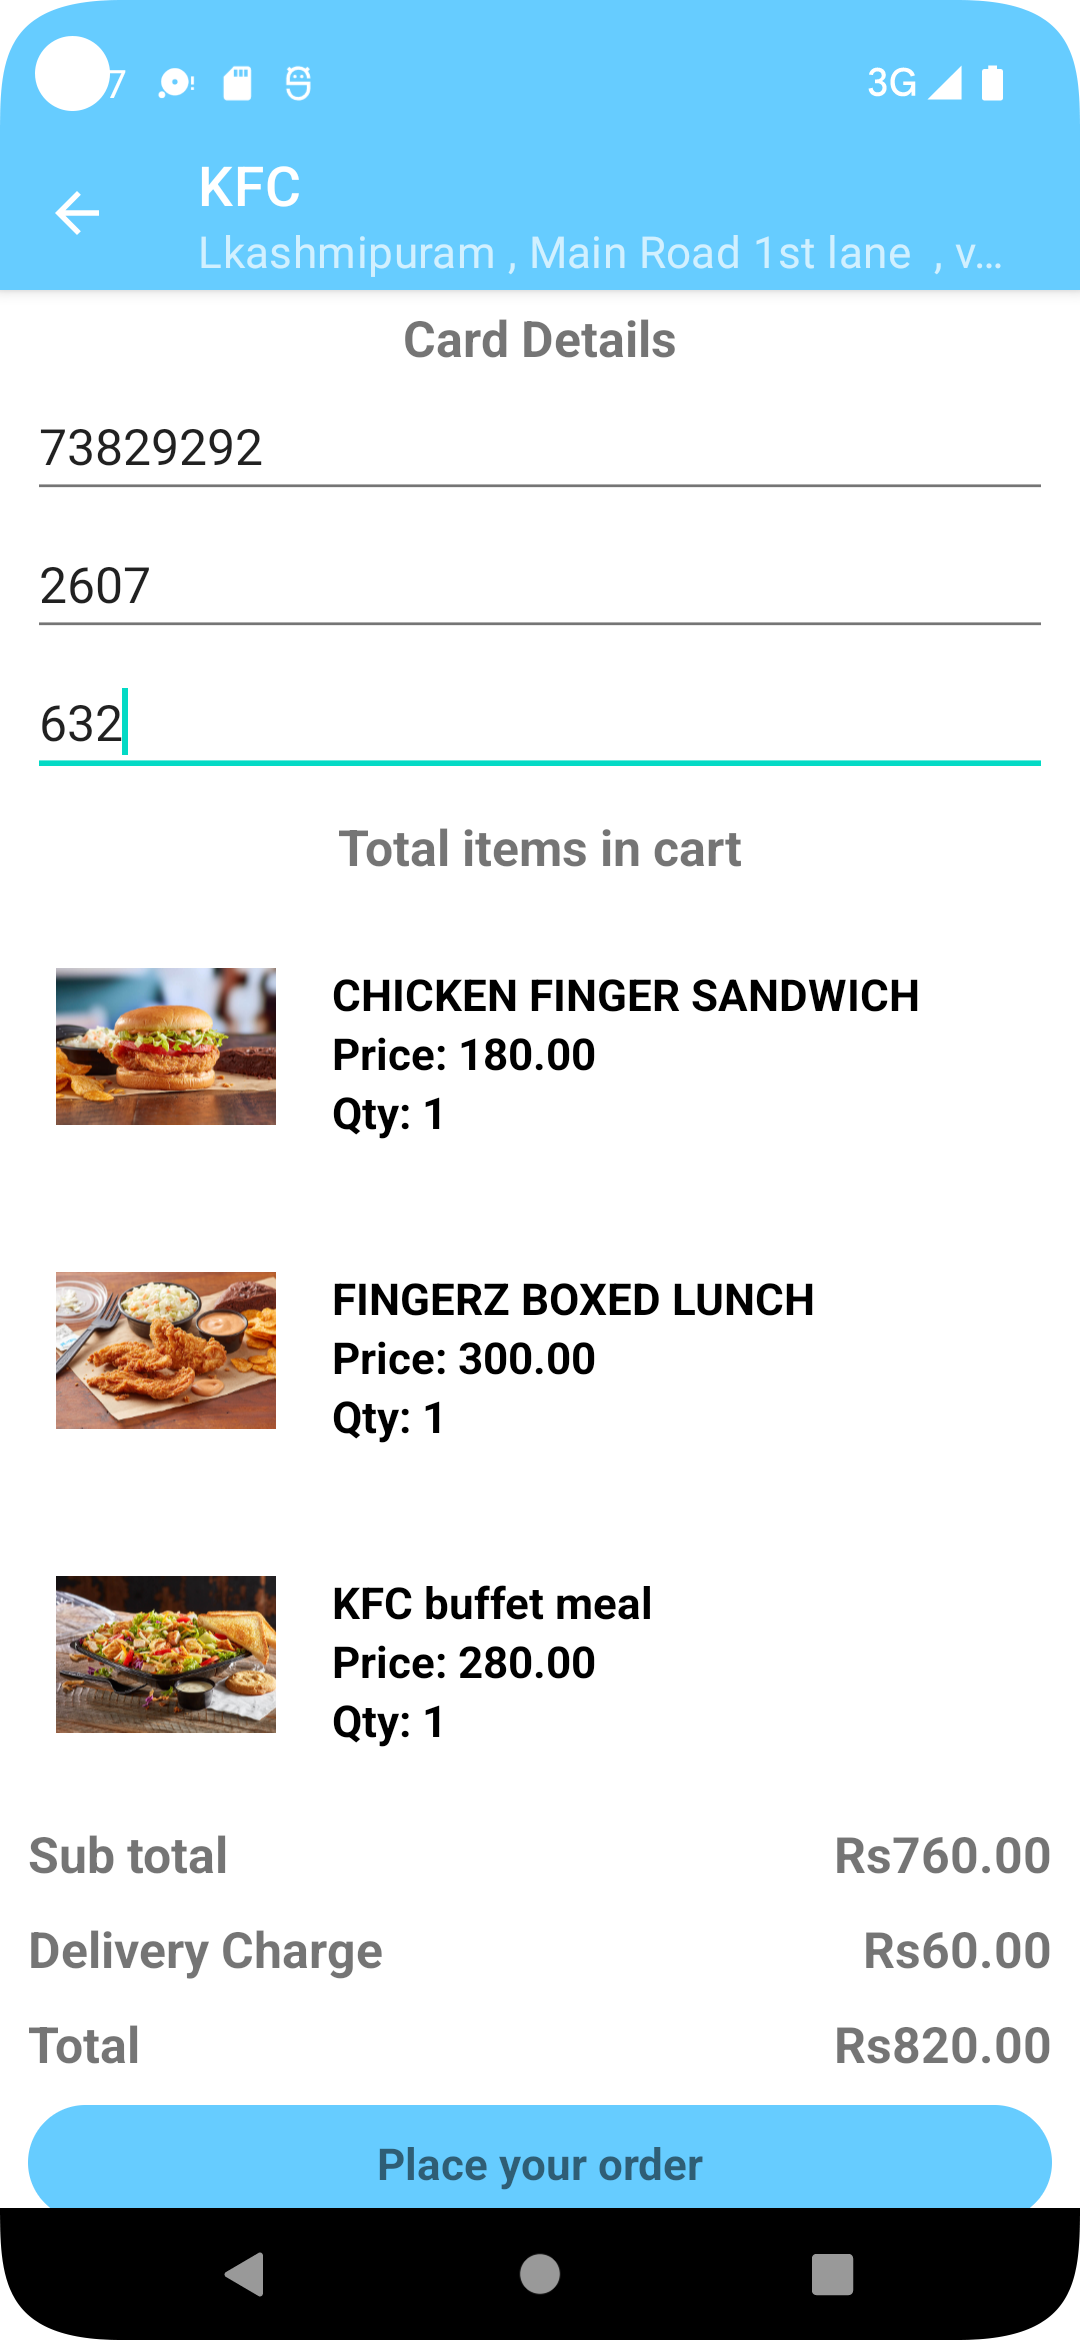 7
3G
KFC
Lkashmipuram , Main Road 1st lane , v...
Card Details
73829292
2607
632
Total items in cart
CHICKEN FINGER SANDWICH
Price: 180.00
Qty: 1
FINGERZ BOXED LUNCH
Price: 300.00
Qty: 1
KFC buffet meal
Price: 280.00
Qty: 1
Sub total Rs760.00
Delivery Charge Rs60.00
Total Rs820.00
Place your order